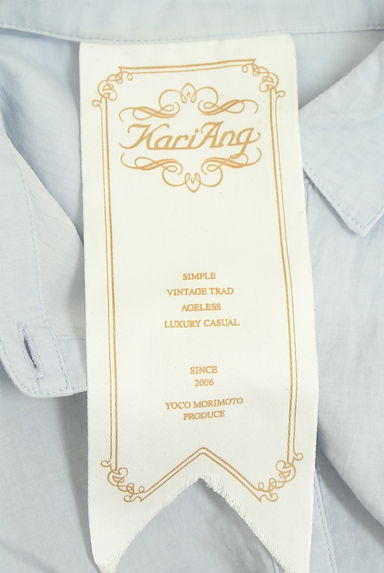 KariAng
SIMPLE
VINTAGE TRAD
AGELESS
LUXURY CASUAL
SINCE
2006
YOCO MORIMOTO
PRODUCE